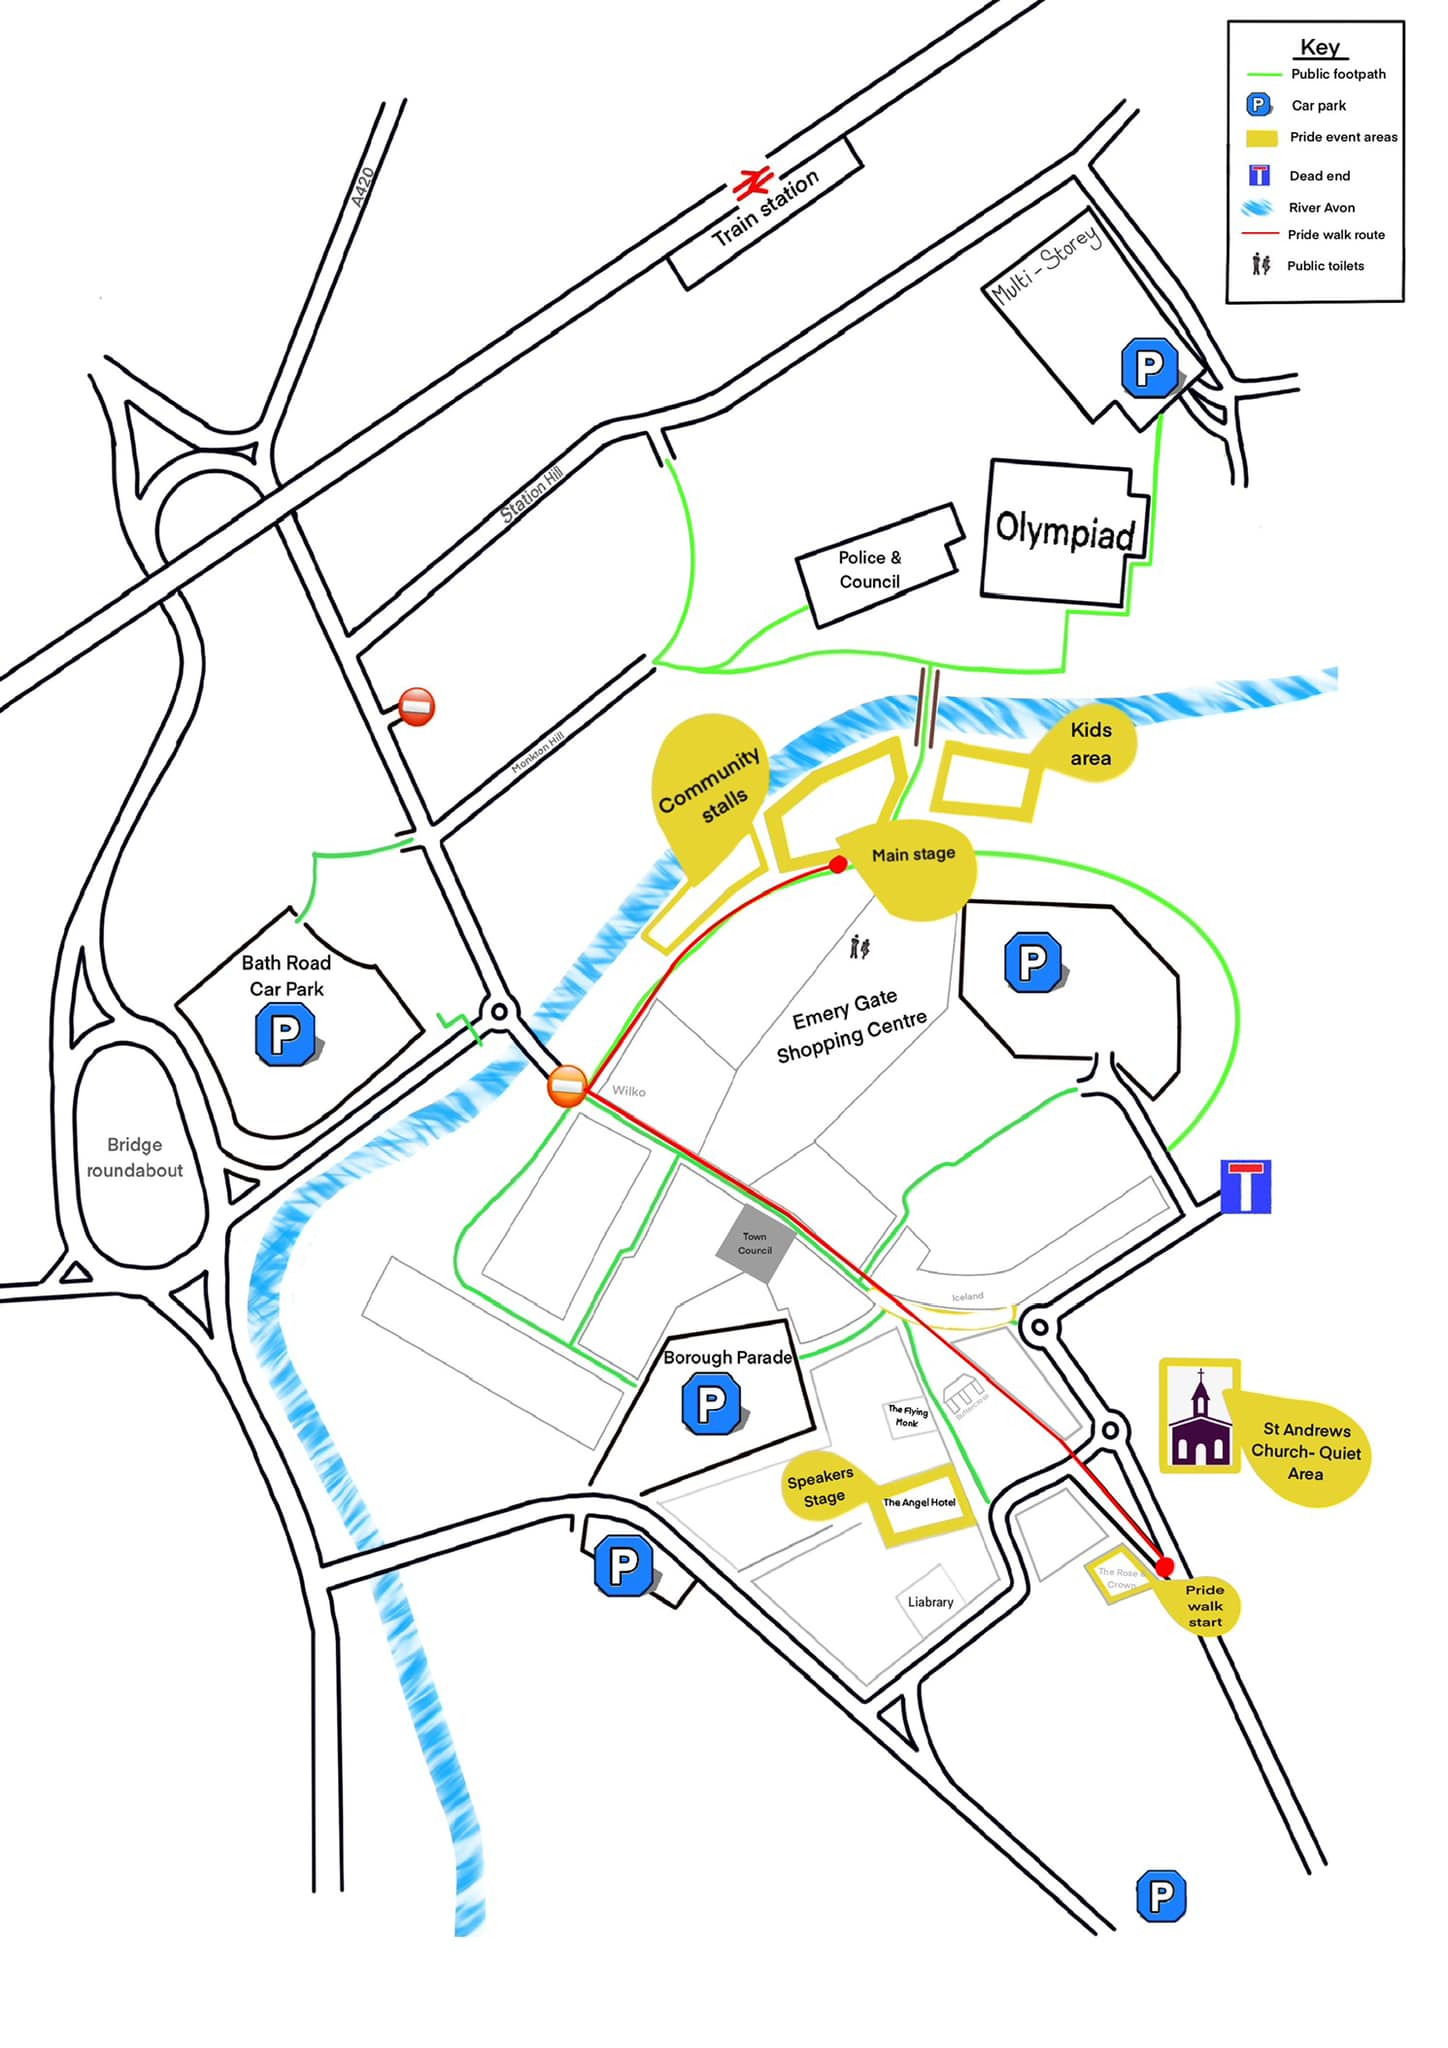 Key
Public footpath
P
Car park
Pride event areas
T
Dead end
River Avon
Pride walk route
Public toilets
A420
Train station
Multi-Storey
P
Station Hill
Olympiad
Police &
Council
Monkton Hill
Kids
area
Community
stalls
Main stage
Bath Road
Car Park
P
P
Emery Gate
Shopping Centre
Wilko
Bridge
roundabout
T
Town
Council
Iceland
Borough Parade
P
The Flying
Monk
St Andrews
Church- Quiet
Area
Speakers
Stage
The Angel Hotel
P
The Rose &
Crown
Liabrary
Pride
walk
start
P